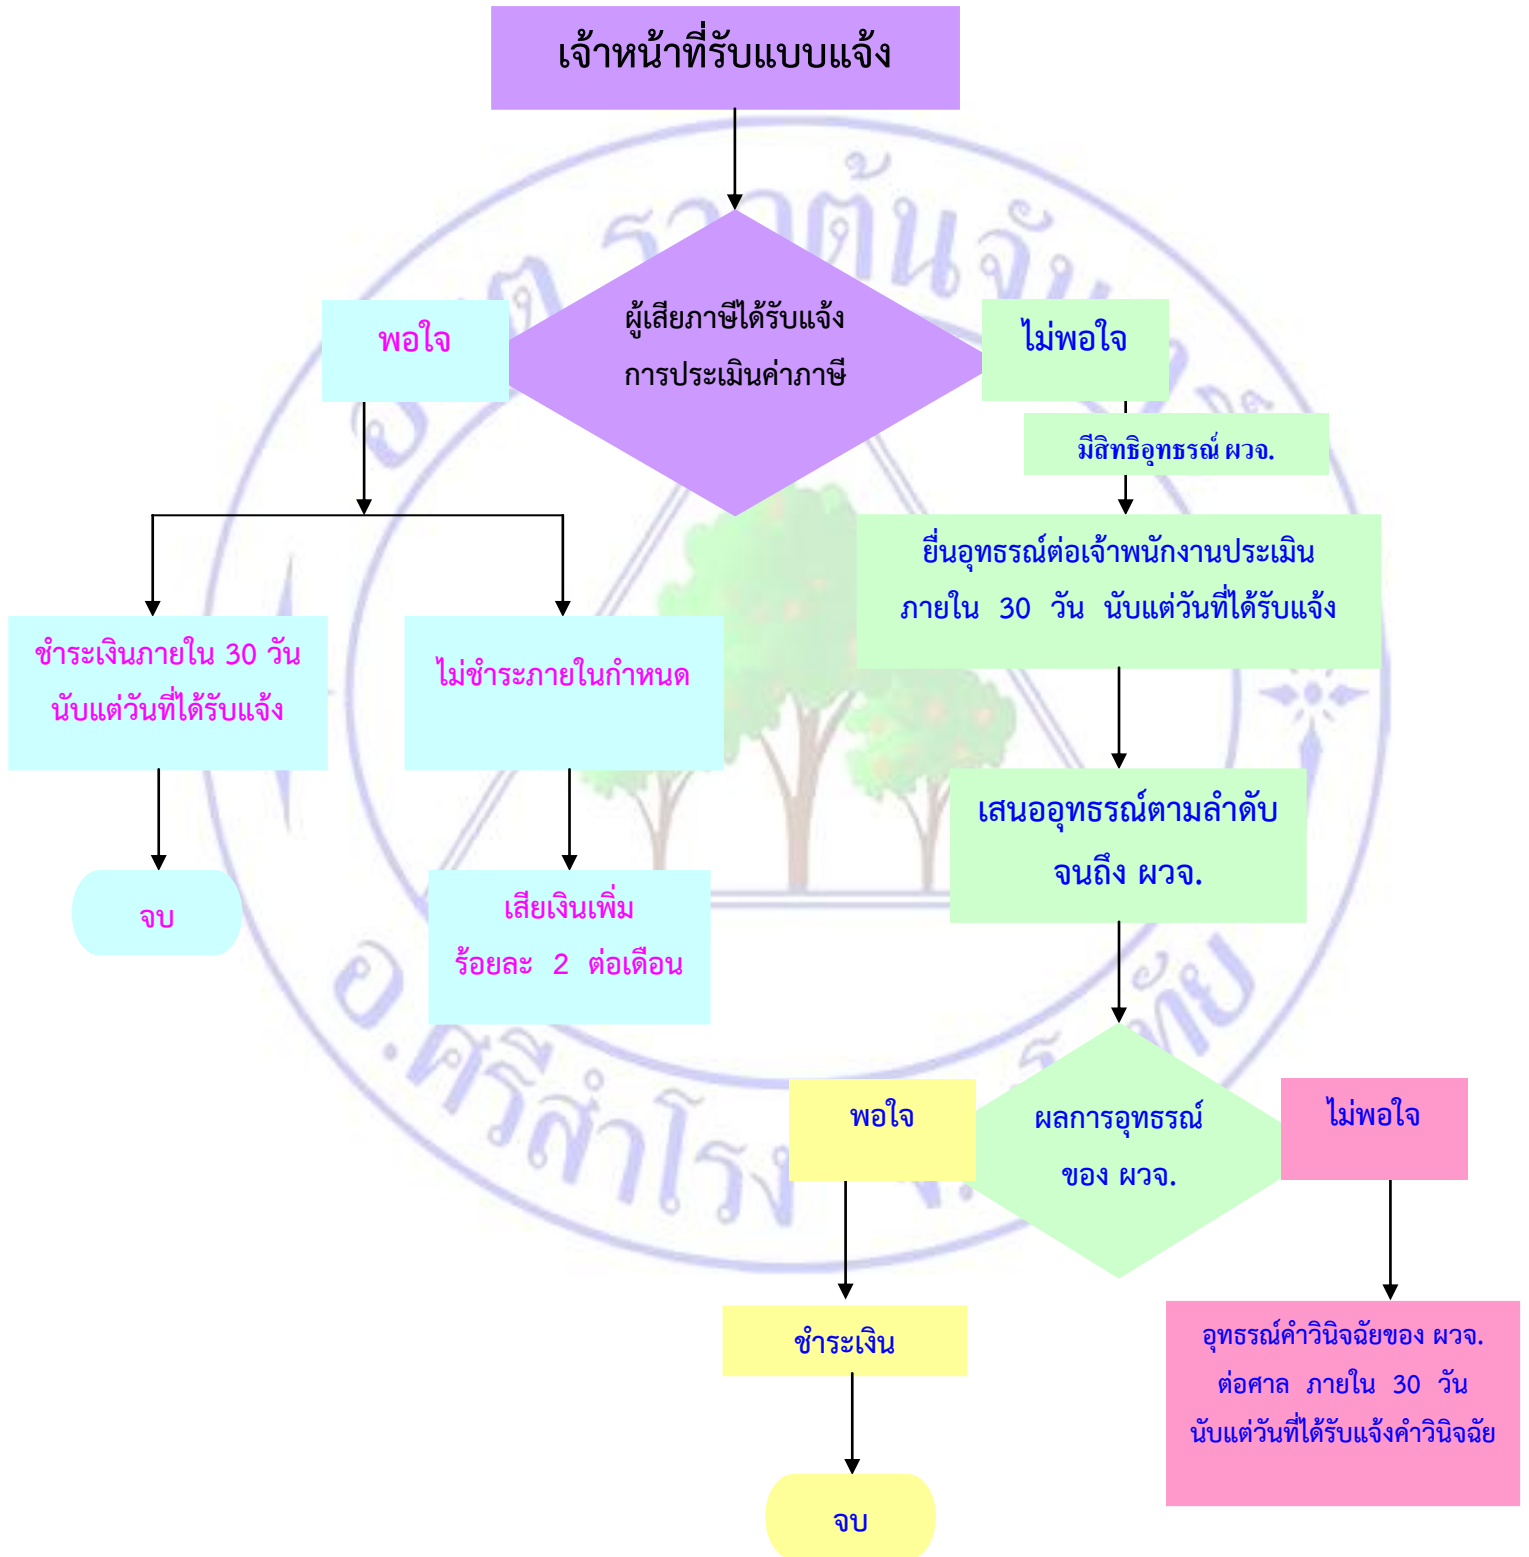 เจ้าหน้าที่รับแบบแจ้ง
ผู้เสียภาษีได้รับแจ้ง
การประเมินค่าภาษี
พอใจ
ไม่พอใจ
มีสิทธิอุทธรณ์ ผวจ.
ยื่นอุทธรณ์ต่อเจ้าพนักงานประเมิน
ภายใน 30 วัน นับแต่วันที่ได้รับแจ้ง
ชำระเงินภายใน 30 วัน
นับแต่วันที่ได้รับแจ้ง
ไม่ชำระภายในกำหนด
เสนออุทธรณ์ตามลำดับ
จนถึง ผวจ.
จบ
เสียเงินเพิ่ม
ร้อยละ 2 ต่อเดือน
พอใจ
ผลการอุทธรณ์
ของ ผวจ.
ไม่พอใจ
ชำระเงิน
อุทธรณ์คำวินิจฉัยของ ผวจ.
ต่อศาล ภายใน 30 วัน
นับแต่วันที่ได้รับแจ้งคำวินิจฉัย
จบ
อ.ศรีสำโรง